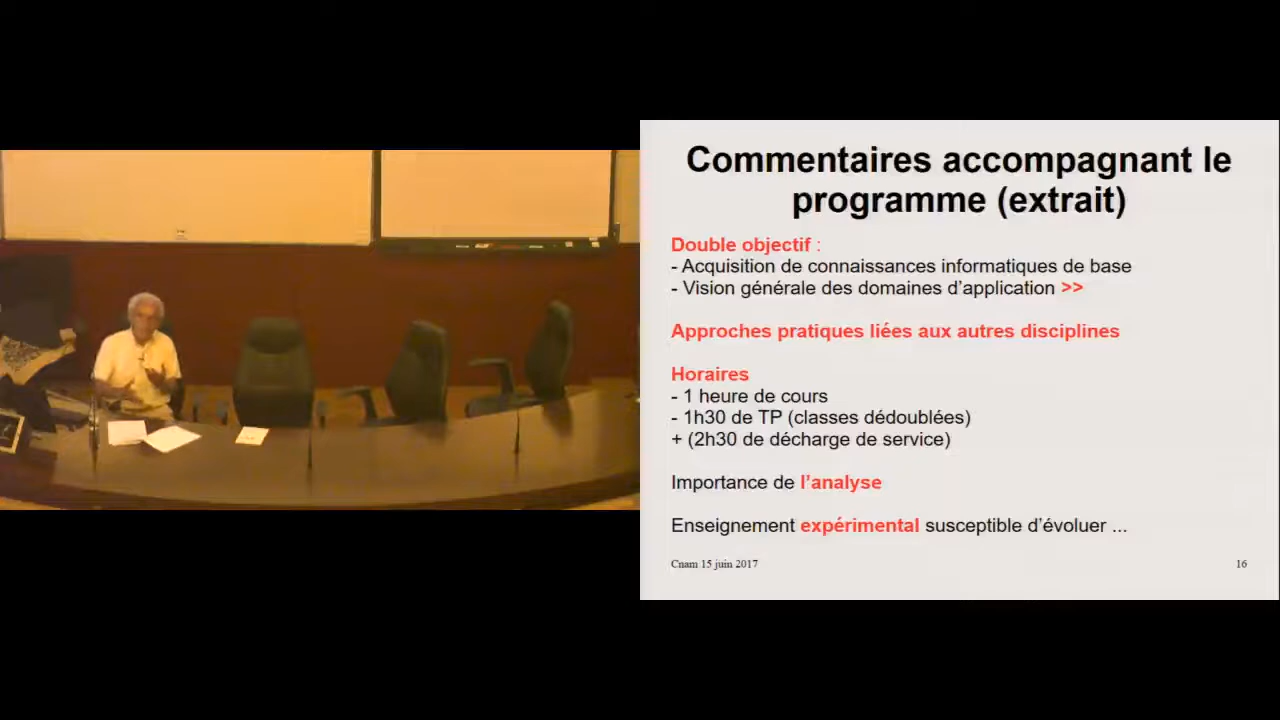 Commentaires accompagnant le
programme (extrait)
Double objectif :
- Acquisition de connaissances informatiques de base
- Vision générale des domaines d'application >>
Approches pratiques liées aux autres disciplines
Horaires
- 1 heure de cours
- 1h30 de TP (classes dédoublées)
+ (2h30 de décharge de service)
Importance de l'analyse
Enseignement expérimental susceptible d'évoluer ...
Cnam 15 juin 2017
16